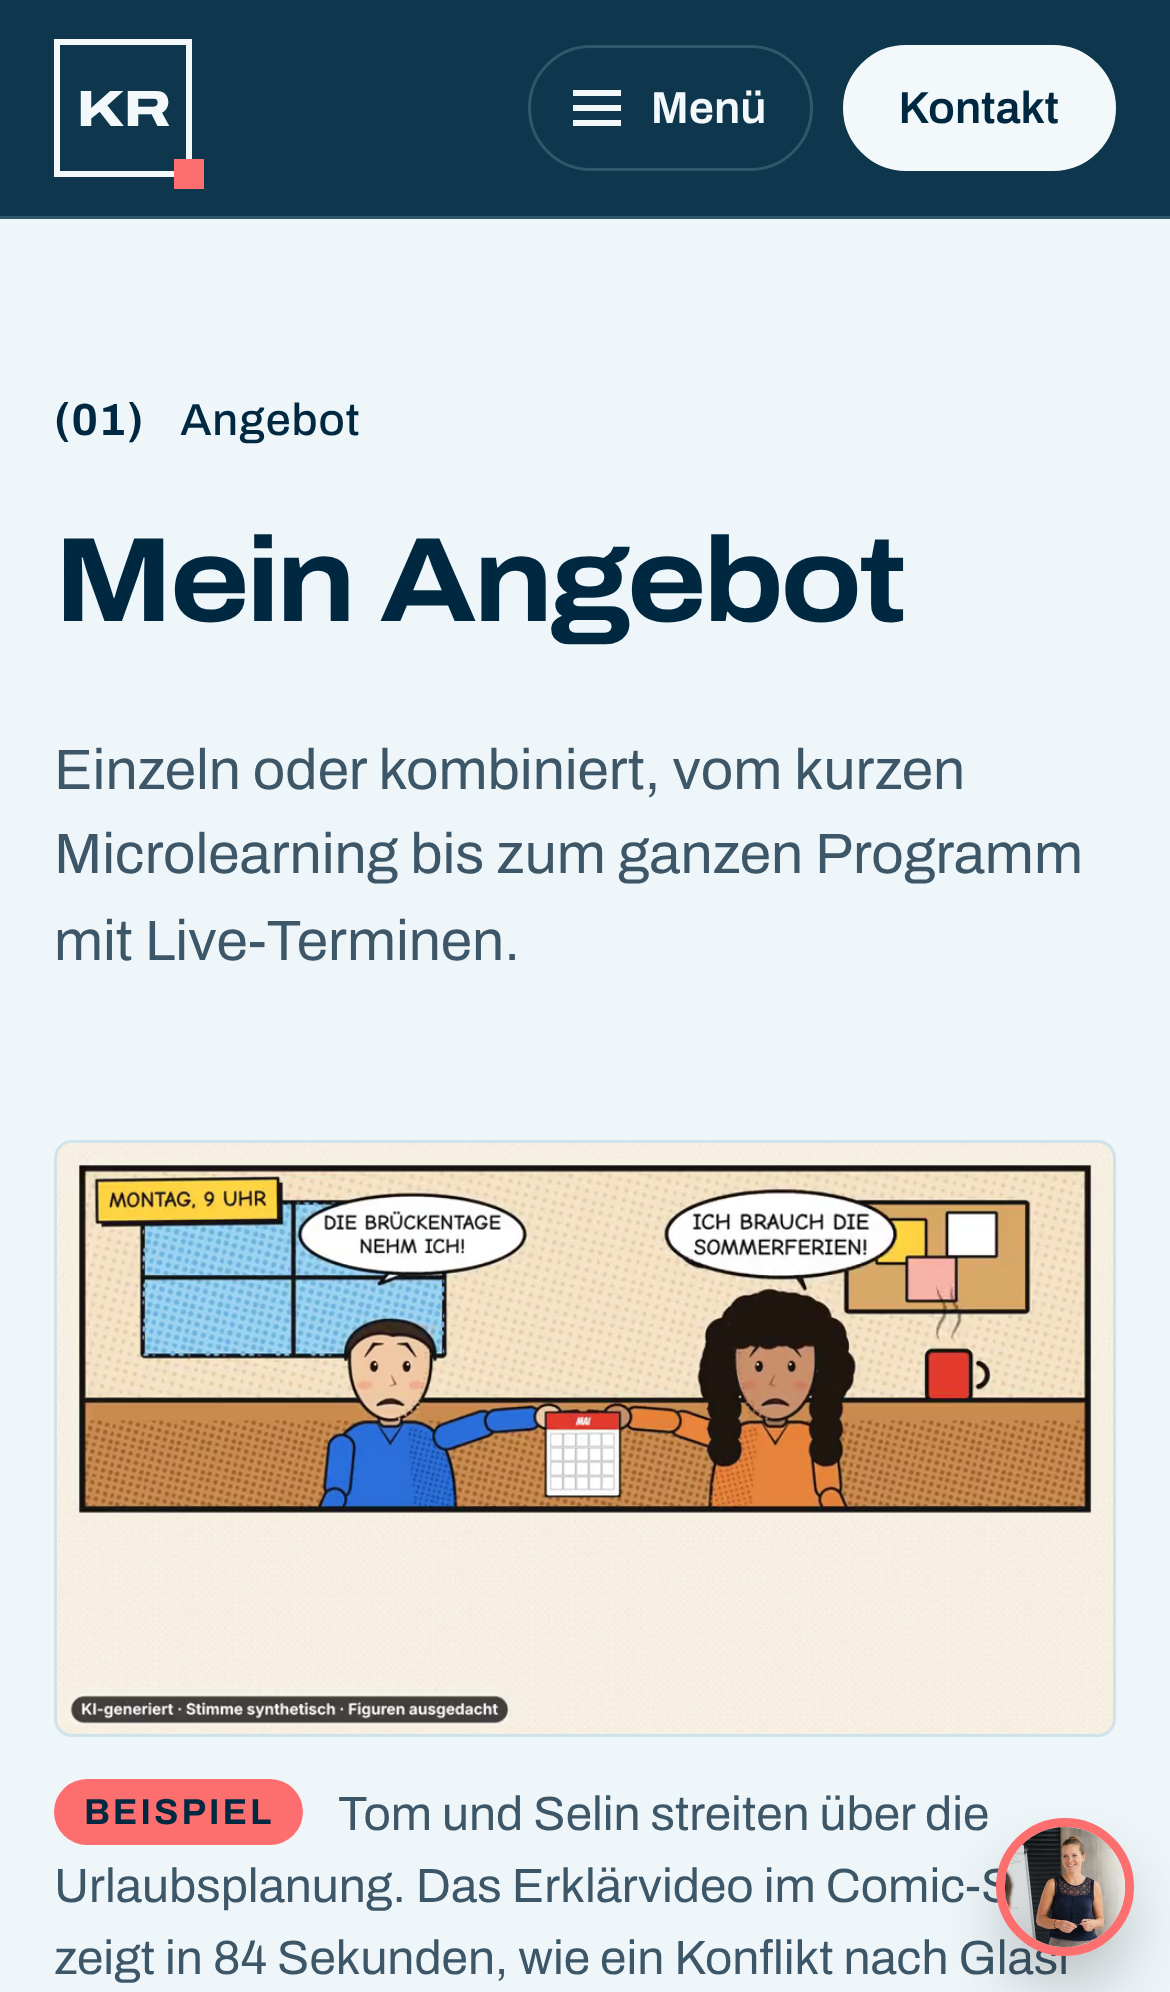 KR
Menü
Kontakt
(01) Angebot
Mein Angebot
Einzeln oder kombiniert, vom kurzen
Microlearning bis zum ganzen Programm
mit Live-Terminen.
MONTAG, 9 UHR
DIE BRÜCKENTAGE
NEHM ICH!
ICH BRAUCH DIE
SOMMERFERIEN!
MAI
KI-generiert · Stimme synthetisch · Figuren ausgedacht
BEISPIEL Tom und Selin streiten über die
Urlaubsplanung. Das Erklärvideo im
zeigt in 84 Sekunden, wie ein Konflikt nach